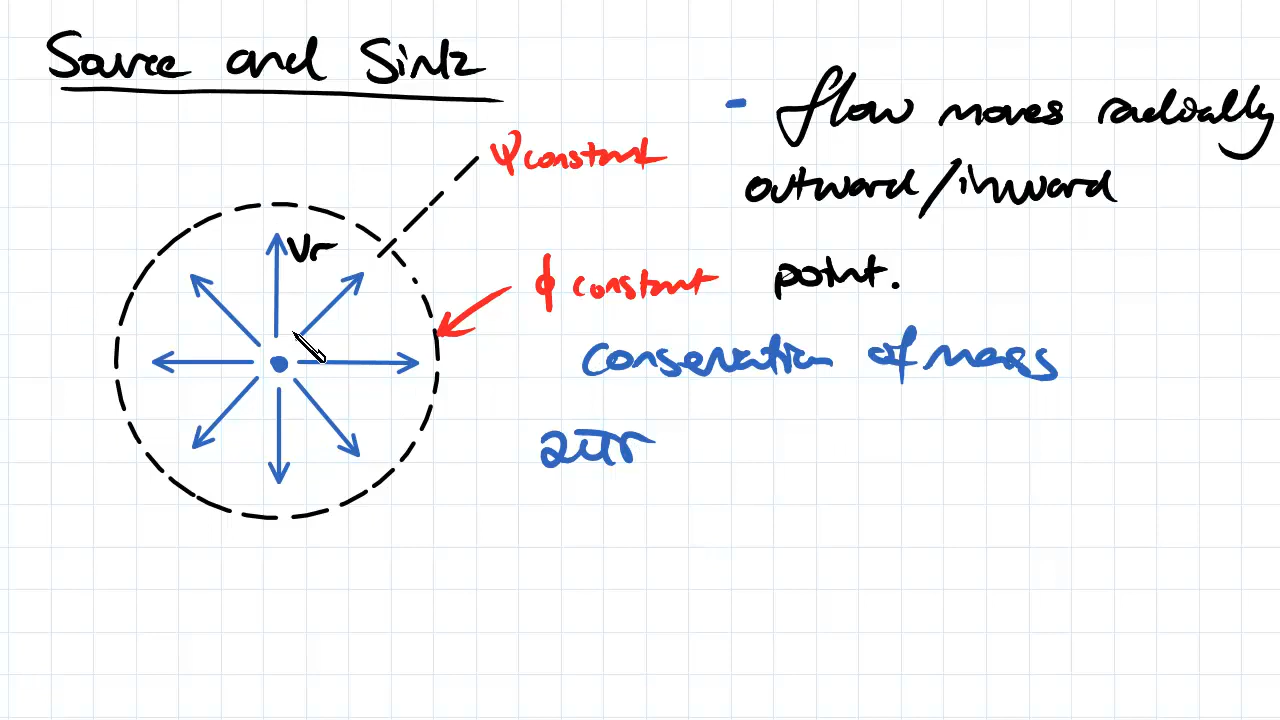 Source and Sink
- flow moves radially
outward/inward
point.
ψ constant
Vr
ϕ constant
conservation of mass
2πr